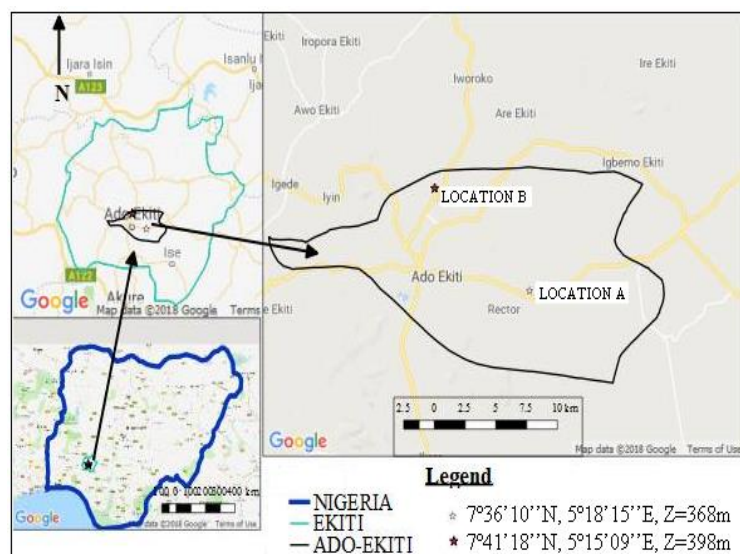 N
Ijara Isin
Isanlu I
A123
Ija
Ado Ekiti
Ise
A122
Akure
Google
Map data ©2018 Google Terms
Ekiti
Iropora Ekiti
Ire Ekiti
Iworoko
Awo Ekiti
Are Ekiti
Igbemo Ekiti
Igede
Iyin
LOCATION B
Ado Ekiti
LOCATION A
e Ekiti
Rector
2.5 0 2.5 5 7.5 10 km
Google
Map data ©2018 Google Terms of Use
400 km
Google
Terms of Use
Legend
NIGERIA
EKITI
ADO-EKITI
7°36'10''N, 5°18'15''E, Z=368m
7°41'18''N, 5°15'09''E, Z=398m